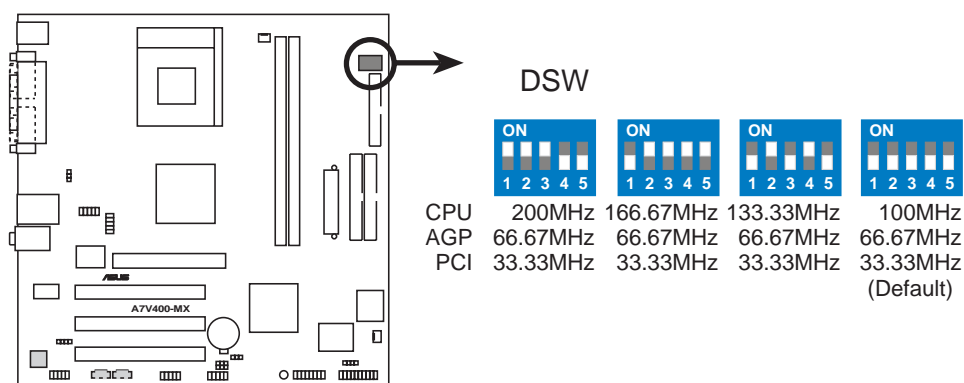 DSW
ON ON ON ON
1 2 3 4 5 1 2 3 4 5 1 2 3 4 5 1 2 3 4 5
CPU 200MHz 166.67MHz 133.33MHz 100MHz
AGP 66.67MHz 66.67MHz 66.67MHz 66.67MHz
PCI 33.33MHz 33.33MHz 33.33MHz 33.33MHz
(Default)
ASUS
A7V400-MX